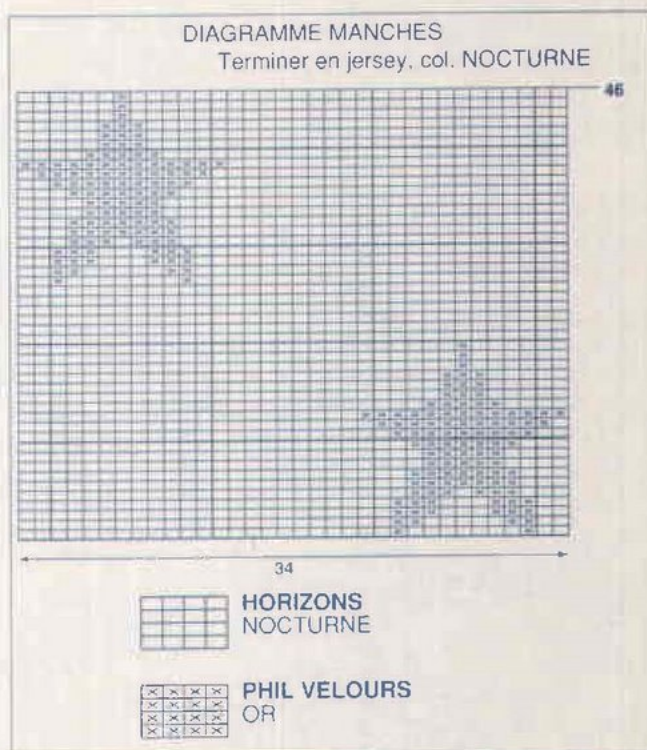 DIAGRAMME MANCHES
Terminer en jersey, col. NOCTURNE
46
34
HORIZONS
NOCTURNE
PHIL VELOURS
OR